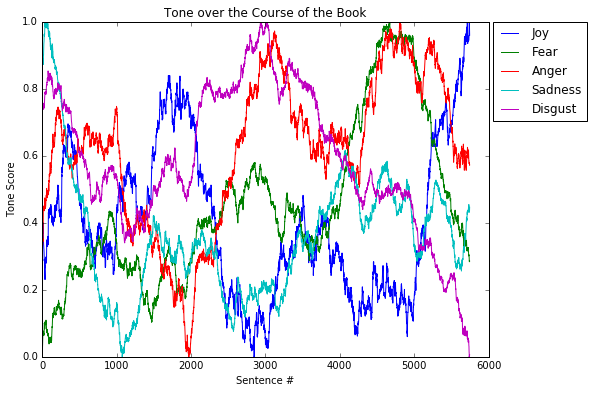 Tone over the Course of the Book
1.0
0.8
0.6
0.4
0.2
0.0
Tone Score
0
1000
2000
3000
4000
5000
6000
Sentence #
Joy
Fear
Anger
Sadness
Disgust